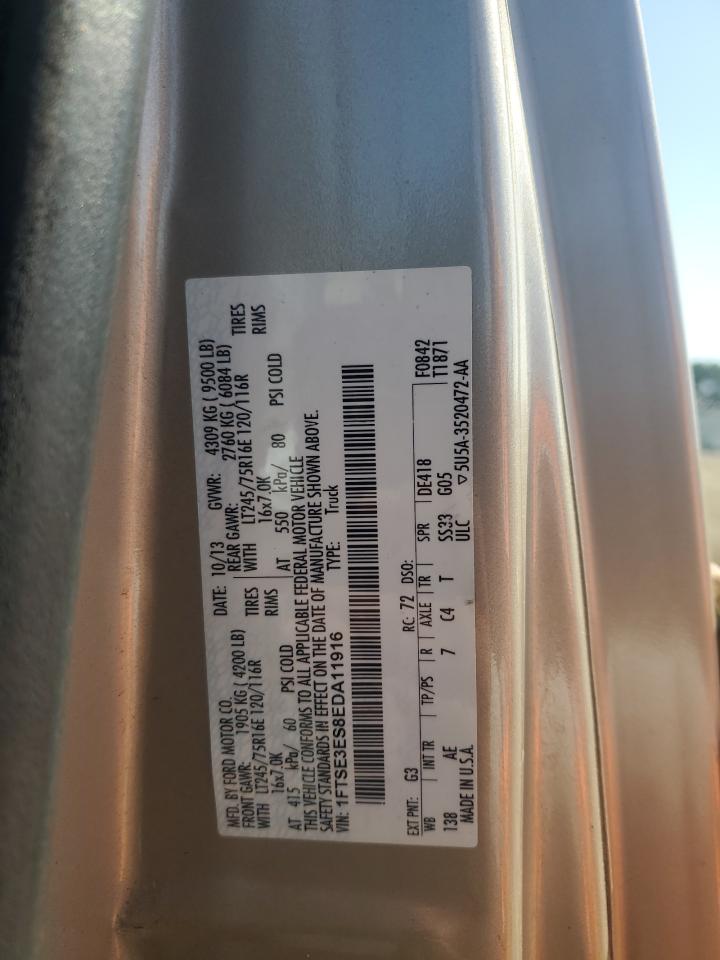 MFD. BY FORD MOTOR CO.
DATE: 10/13 GVWR: 4309 KG ( 9500 LB)
FRONT GAWR: 1905 KG ( 4200 LB) REAR GAWR: 2760 KG ( 6084 LB)
WITH LT245/75R16E 120/116R TIRES WITH LT245/75R16E 120/116R TIRES
16x7.0K RIMS 16x7.0K RIMS
AT 415 kPa/ 60 PSI COLD AT 550 kPa/ 80 PSI COLD
THIS VEHICLE CONFORMS TO ALL APPLICABLE FEDERAL MOTOR VEHICLE
SAFETY STANDARDS IN EFFECT ON THE DATE OF MANUFACTURE SHOWN ABOVE.
VIN: 1FTSE3ES8EDA11916 TYPE: Truck
EXT PNT: G3 RC: 72 DSO: F0842
WB INT TR TP/PS R AXLE TR SPR DE418 T1871
138 AE 7 C4 T SS33 G05
MADE IN U.S.A. ULC ▽5U5A-3520472-AA